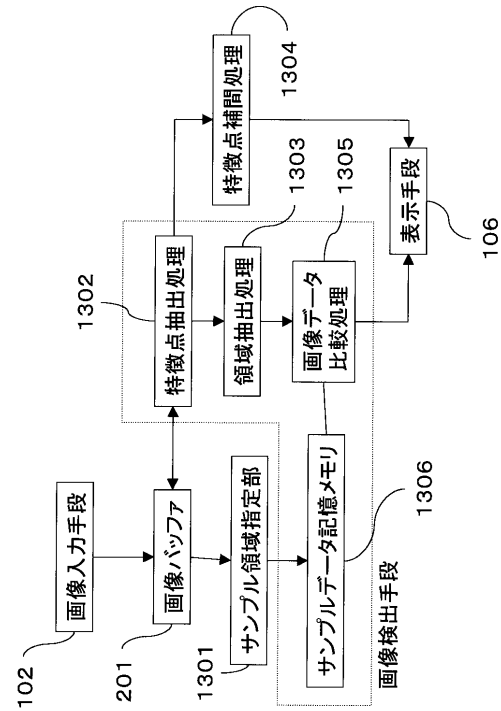 102
画像入力手段
201
画像バッファ
1301
サンプル領域指定部
サンプルデータ記憶メモリ
1306
画像検出手段
1302
特徴点抽出処理
領域抽出処理
1303
画像データ
比較処理
1305
特徴点補間処理
1304
表示手段
106